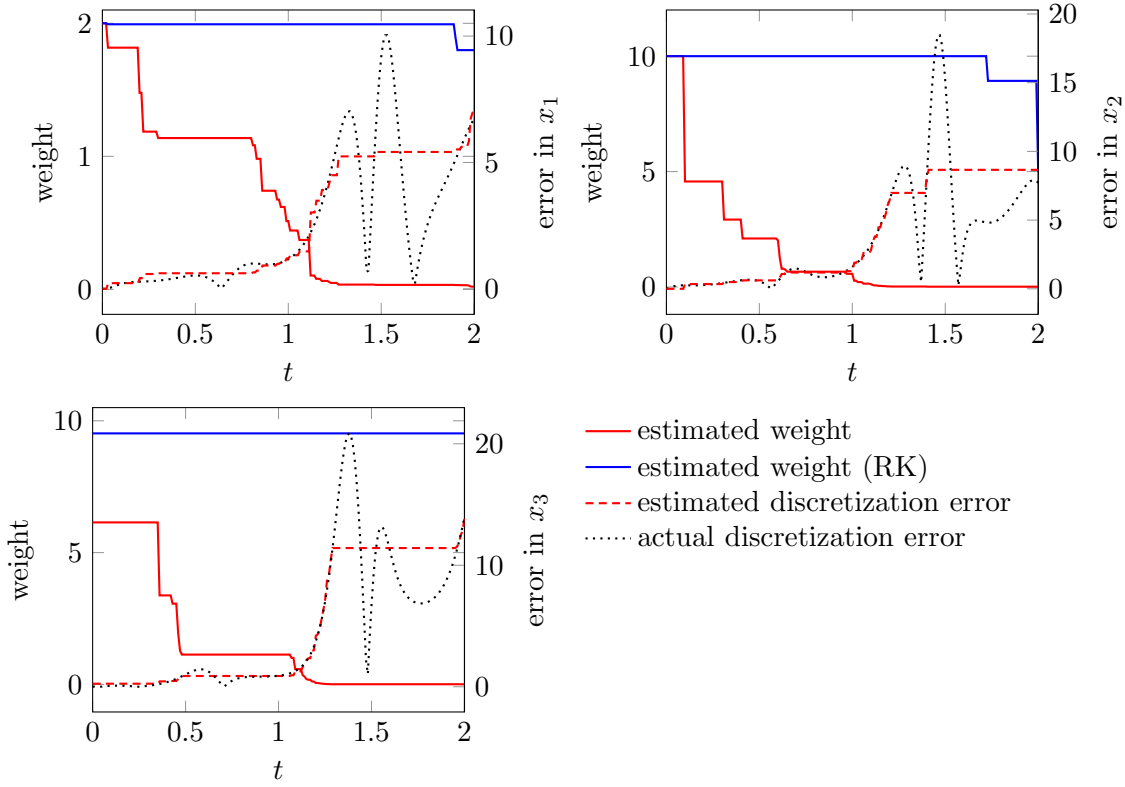 2
1
0
weight
10
5
0
error in x₁
0 0.5 1 1.5 2
t
10
5
0
weight
20
15
10
5
0
error in x₂
0 0.5 1 1.5 2
t
10
5
0
weight
20
10
0
error in x₃
0 0.5 1 1.5 2
t
estimated weight
estimated weight (RK)
estimated discretization error
actual discretization error